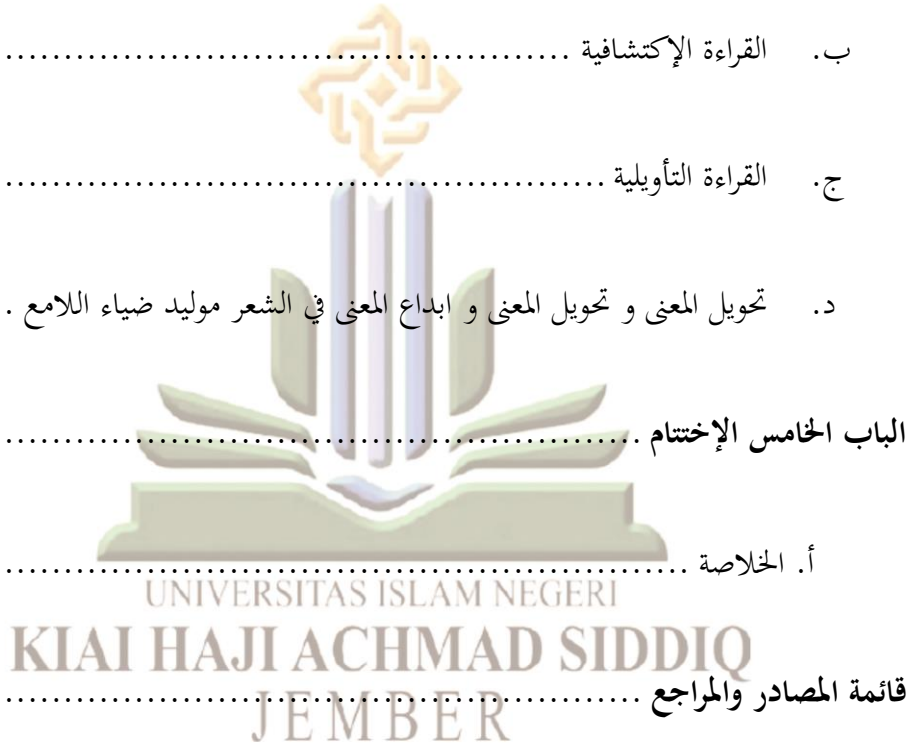 ب. القراءة الإكتشافية ................................................
ج. القراءة التأويلية ...................................................
د. تحويل المعنى و تحويل المعنى و ابداع المعنى في الشعر موليد ضياء اللامع .
الباب الخامس الإختتام ......................................................
أ. الخلاصة ..........................................................
UNIVERSITAS ISLAM NEGERI
KIAI HAJI ACHMAD SIDDIQ
قائمة المصادر والمراجع ......................................................
JEMBER